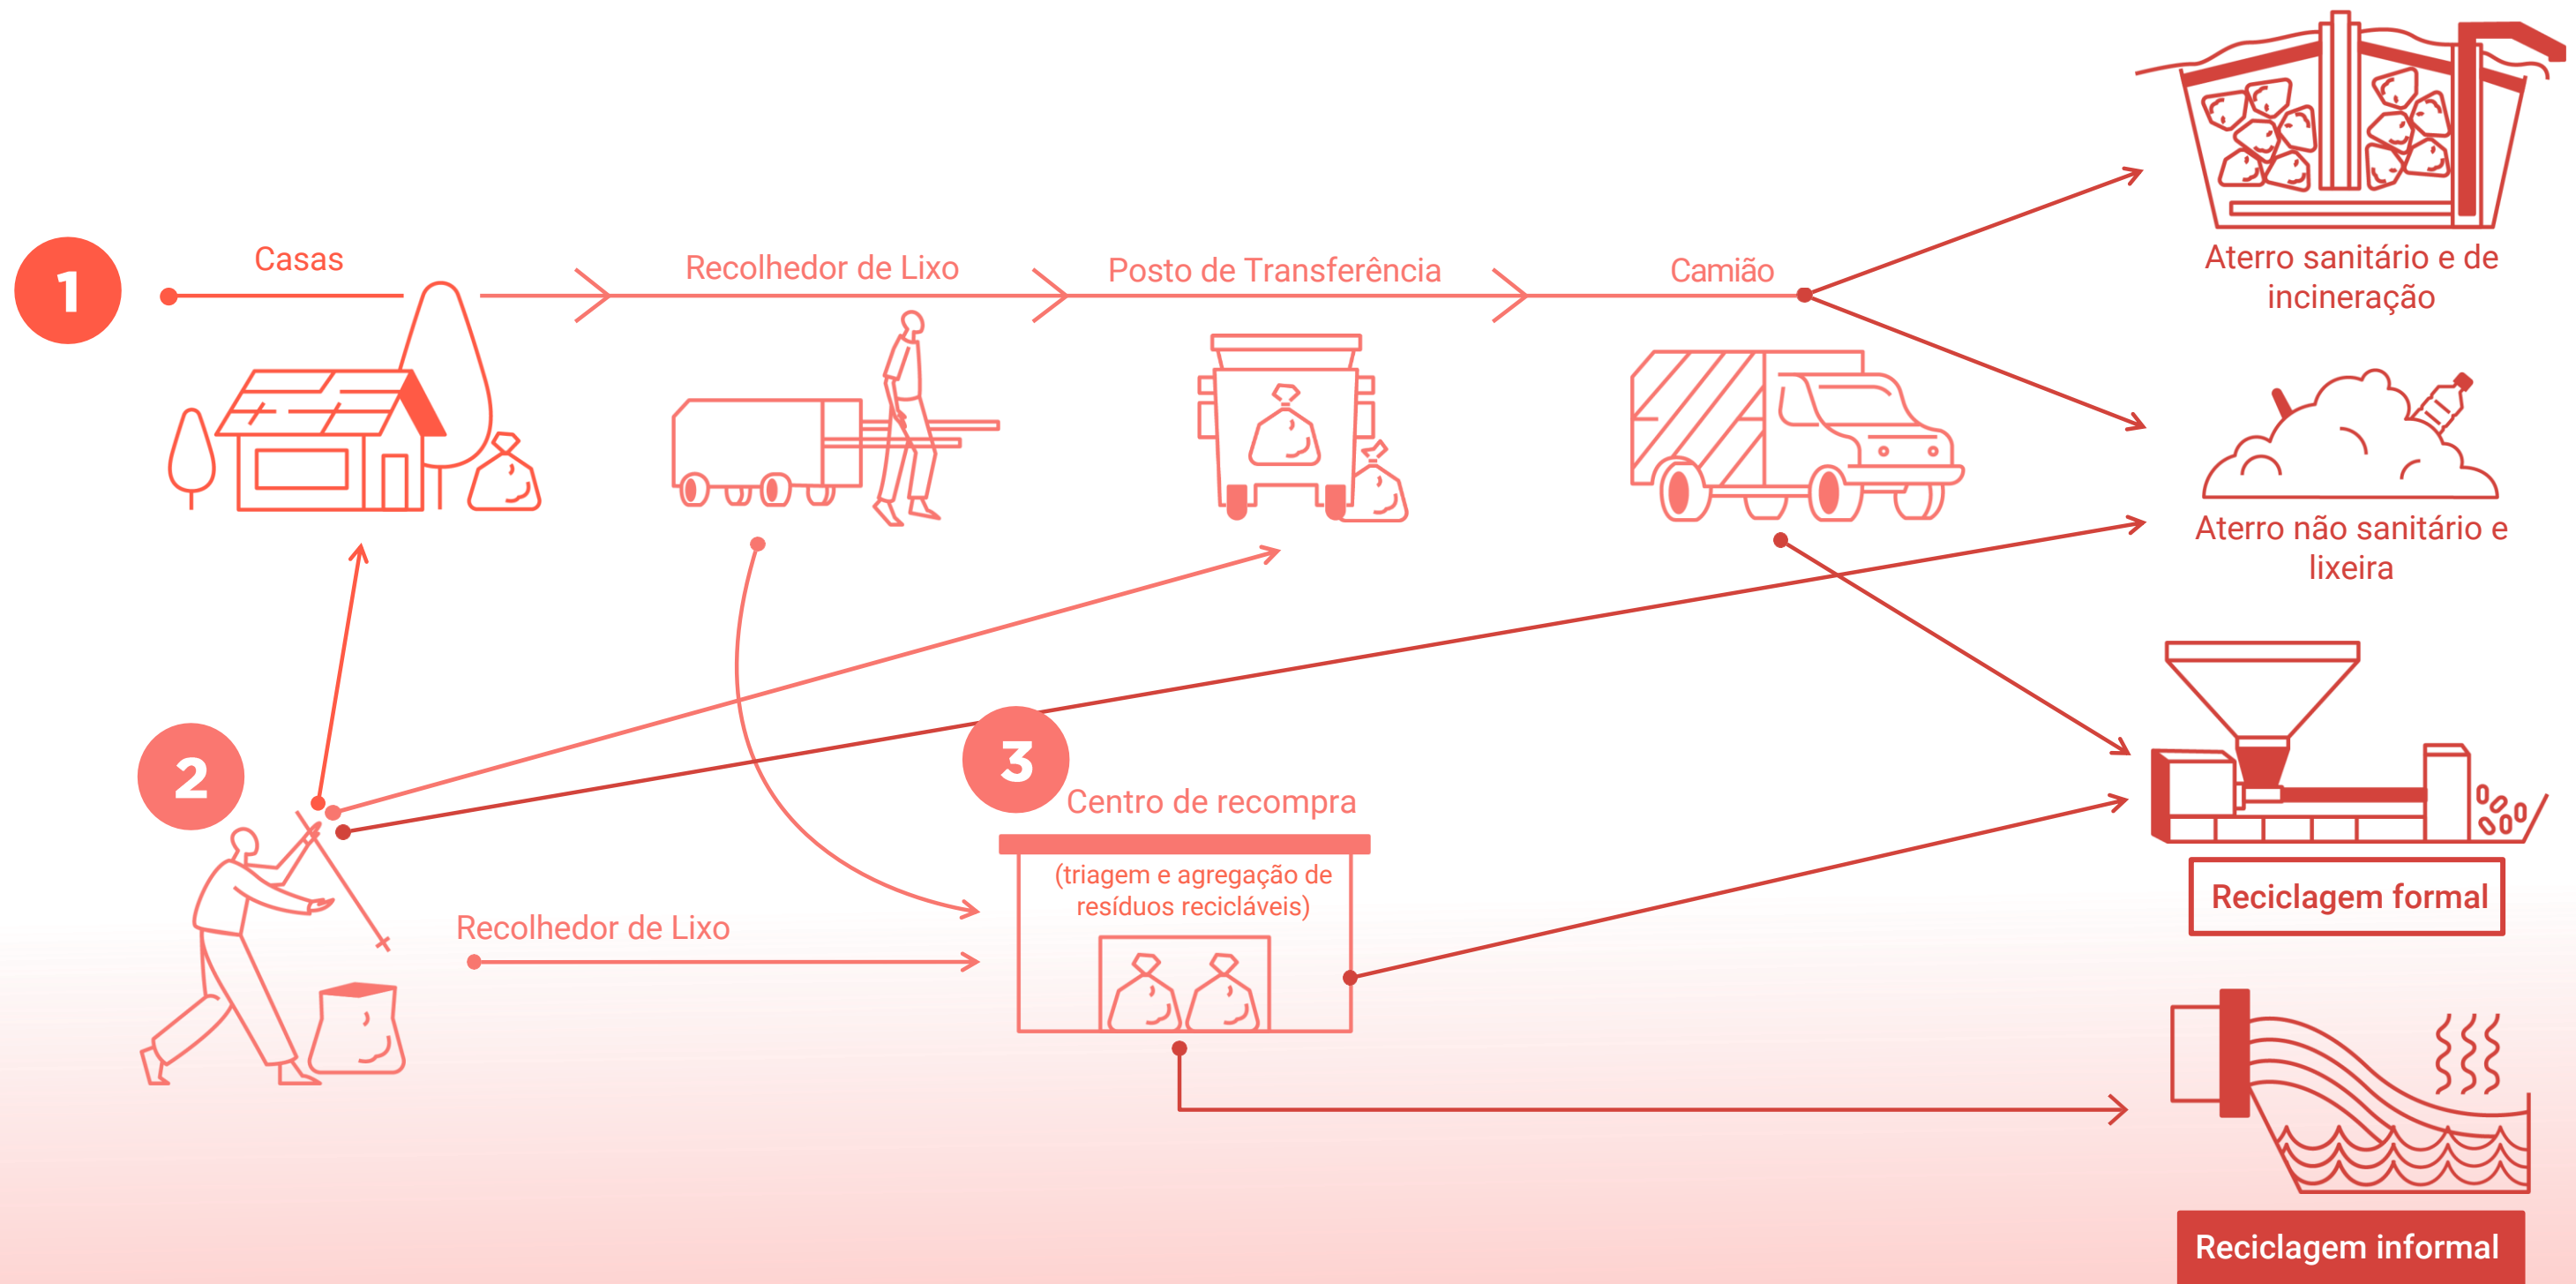 1
Casas
Recolhedor de Lixo
Posto de Transferência
Camião
Aterro sanitário e de
incineração
Aterro não sanitário e
lixeira
2
Recolhedor de Lixo
3
Centro de recompra
(triagem e agregação de
resíduos recicláveis)
Reciclagem formal
Reciclagem informal